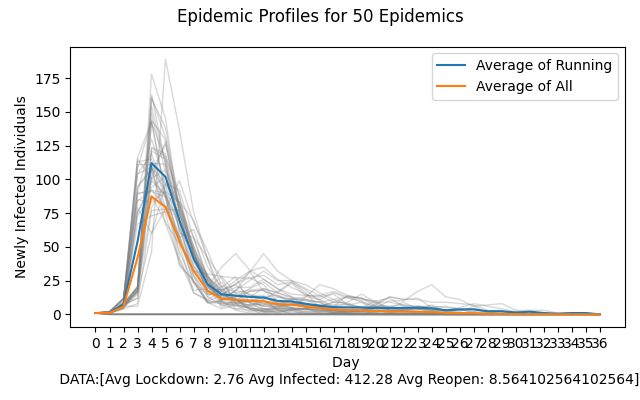 Epidemic Profiles for 50 Epidemics
Average of Running
Average of All
Newly Infected Individuals
175
150
125
100
75
50
25
0
0 1 2 3 4 5 6 7 8 9 10 11 12 13 14 15 16 17 18 19 20 21 22 23 24 25 26 27 28 29 30 31 32 33 34 35 36
Day
DATA:[Avg Lockdown: 2.76 Avg Infected: 412.28 Avg Reopen: 8.564102564102564]